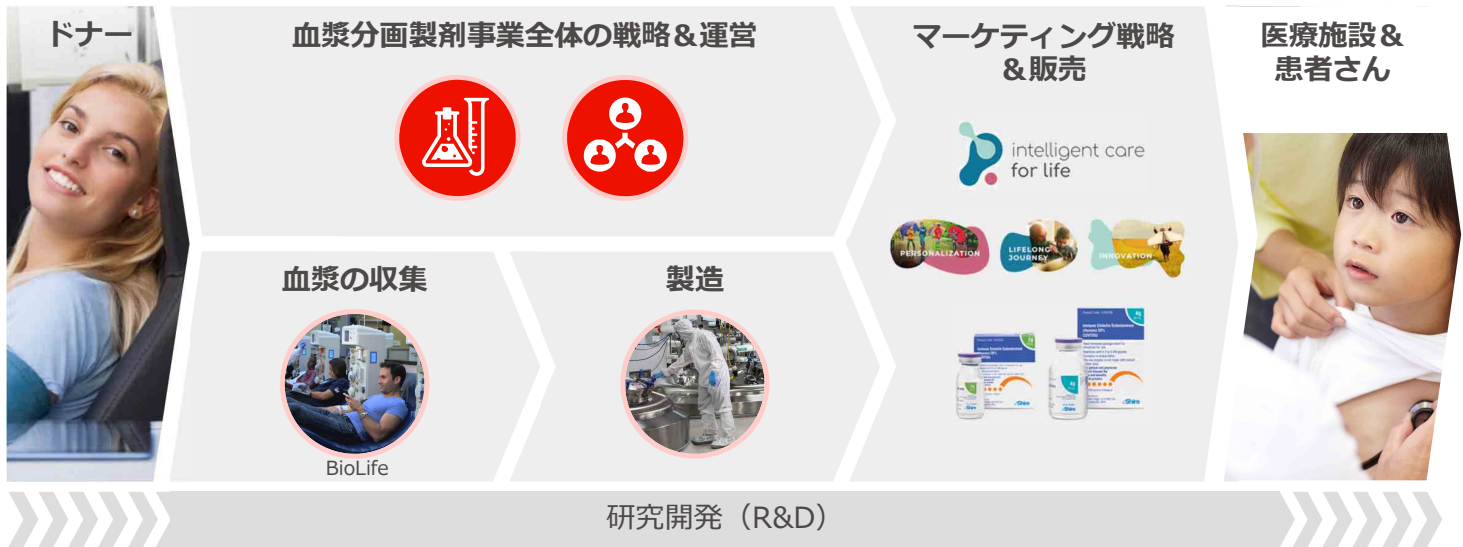 ドナー
血漿分画製剤事業全体の戦略＆運営
マーケティング戦略
＆販売
医療施設＆
患者さん
intelligent care
for life
PERSONALIZATION
LIFELONG
JOURNEY
INNOVATION
血漿の収集
製造
BioLife
Shire
Shire
研究開発（R&D）